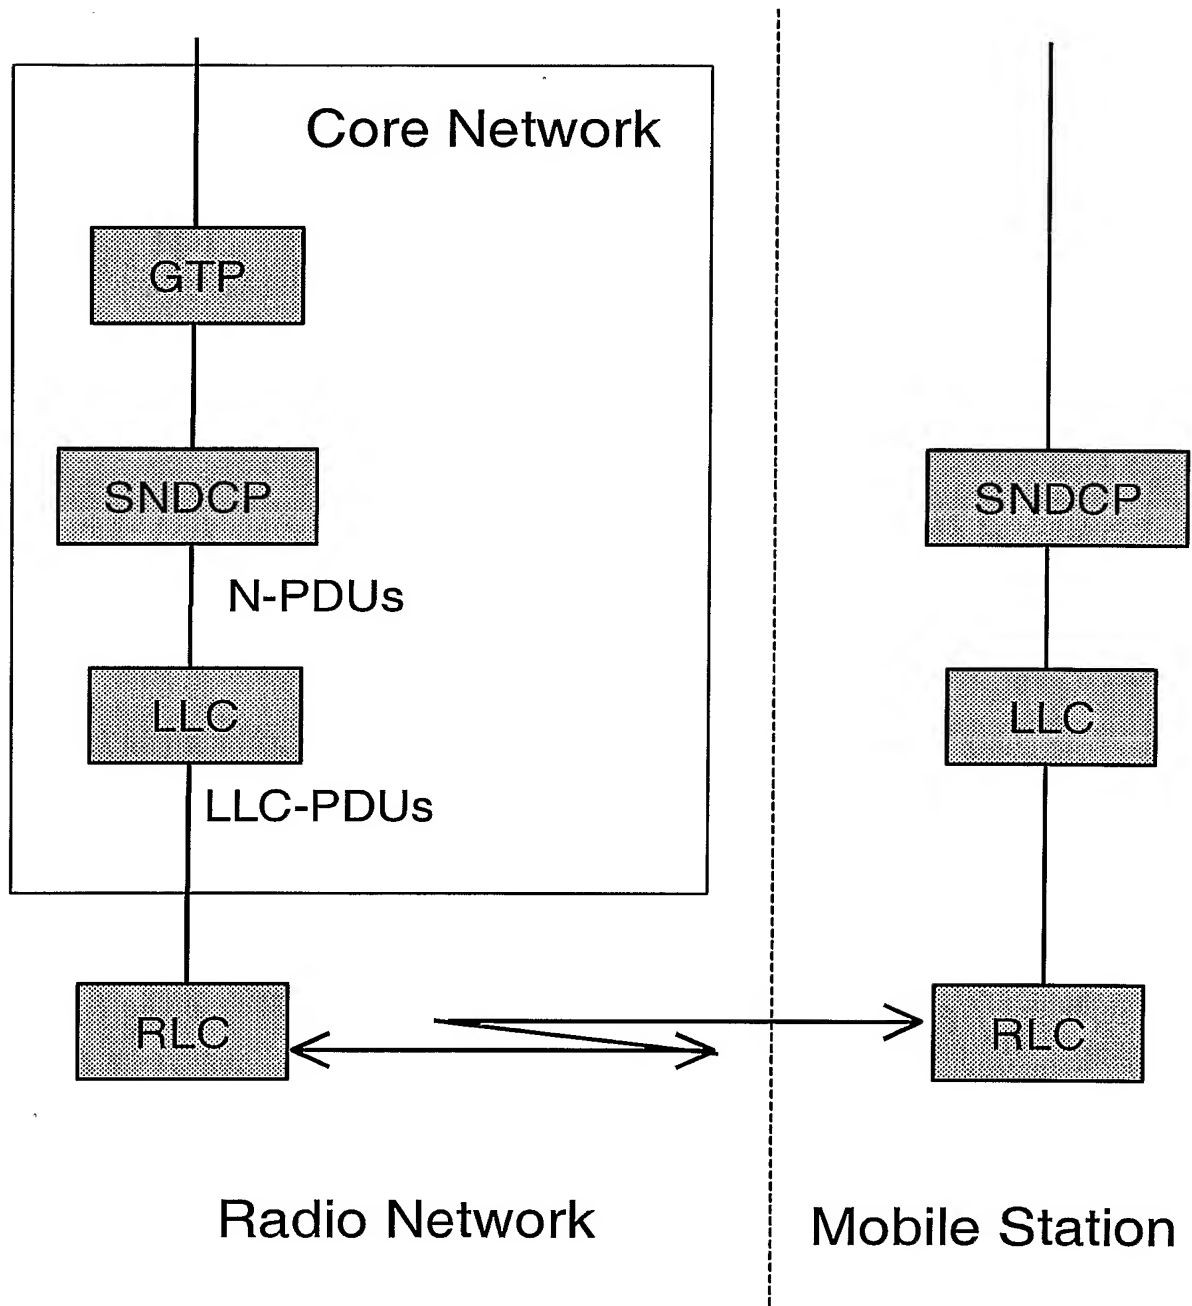 Core Network
GTP
SNDCP
N-PDUs
LLC
LLC-PDUs
RLC
Radio Network
SNDCP
LLC
RLC
Mobile Station